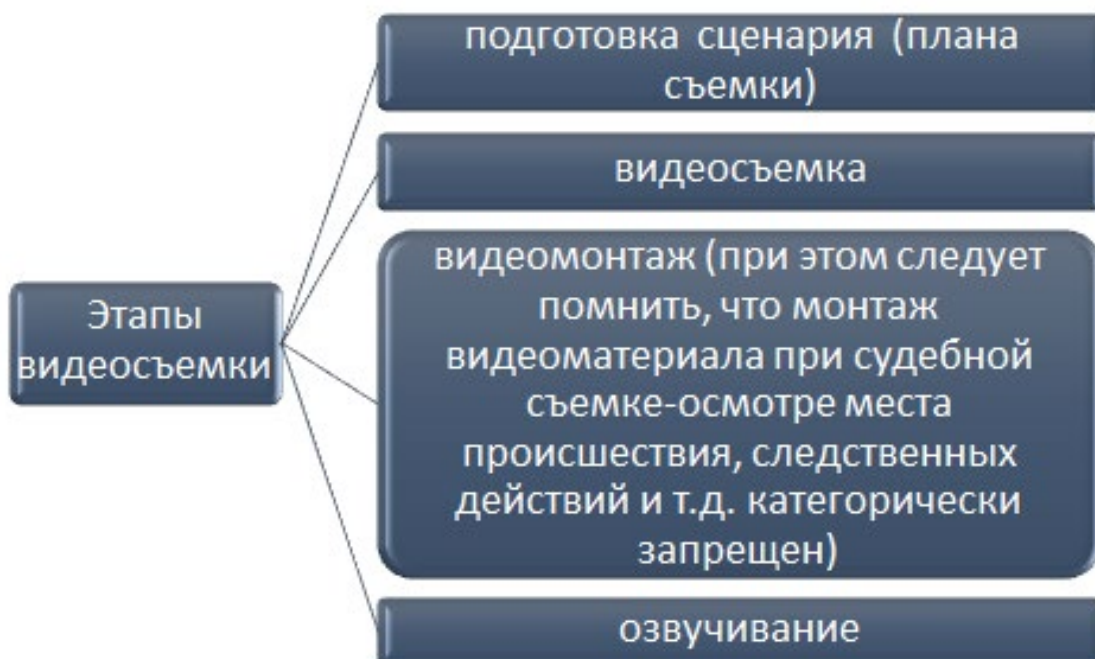 Этапы
видеосъемки
подготовка сценария (плана
съемки)
видеосъемка
видеомонтаж (при этом следует
помнить, что монтаж
видеоматериала при судебной
съемке-осмотре места
происшествия, следственных
действий и т.д. категорически
запрещен)
озвучивание